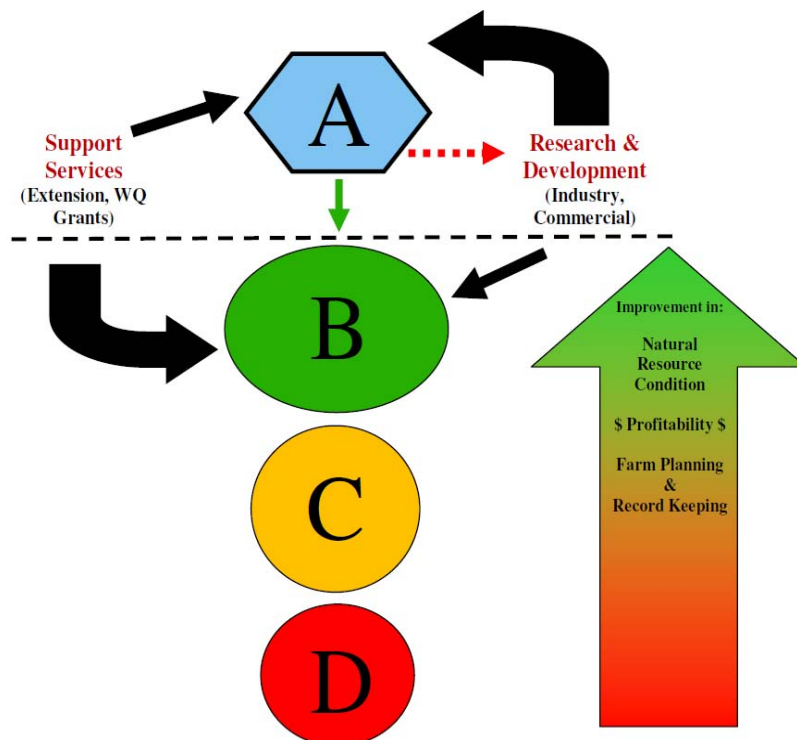 A
Support
Services
(Extension, WQ
Grants)
Research &
Development
(Industry,
Commercial)
B
Improvement in:
Natural
Resource
Condition
$ Profitability $
Farm Planning
&
Record Keeping
C
D